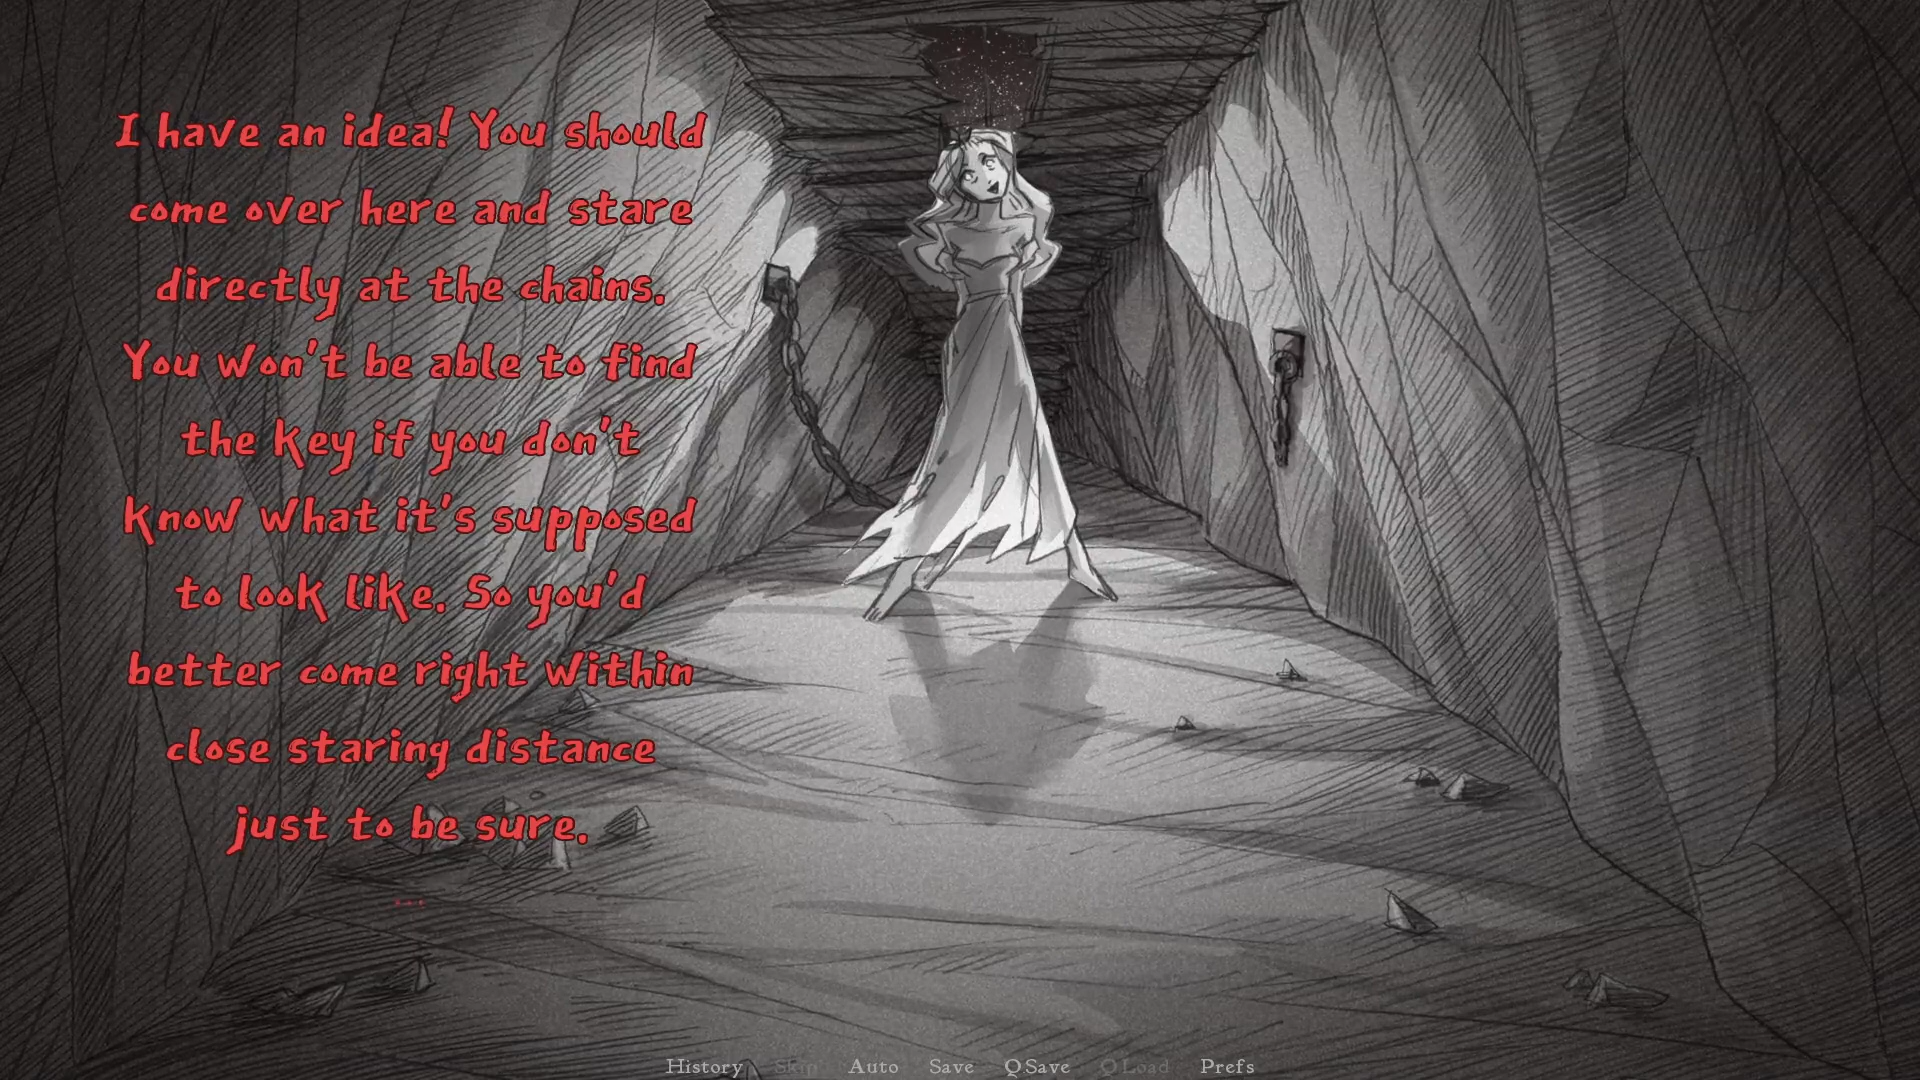 I have an idea! You should
come over here and stare
directly at the chains.
You won't be able to find
the key if you don't
know what it's supposed
to look like. So you'd
better come right within
close staring distance
just to be sure.
...
History Skip Auto Save Q.Save Q.Load Prefs